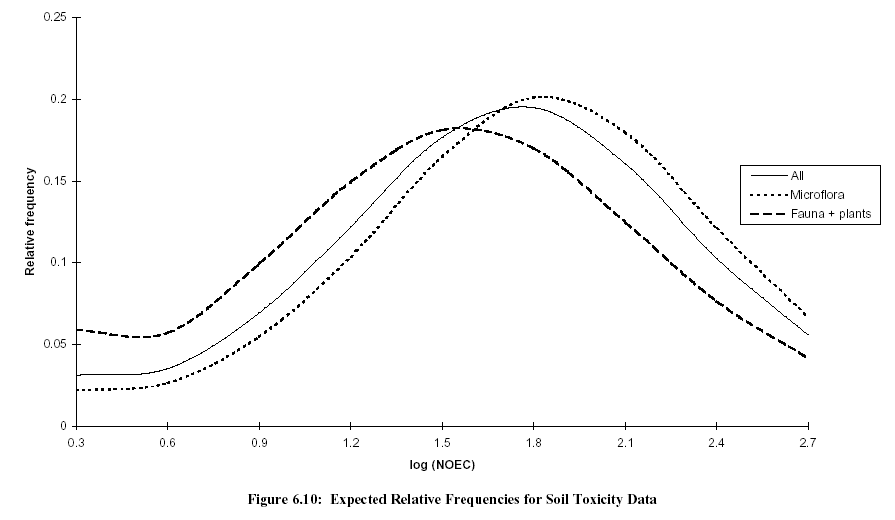 0.25
0.2
0.15
0.1
0.05
0
Relative frequency
0.3 0.6 0.9 1.2 1.5 1.8 2.1 2.4 2.7
log (NOEC)
All
Microflora
Fauna + plants
Figure 6.10: Expected Relative Frequencies for Soil Toxicity Data